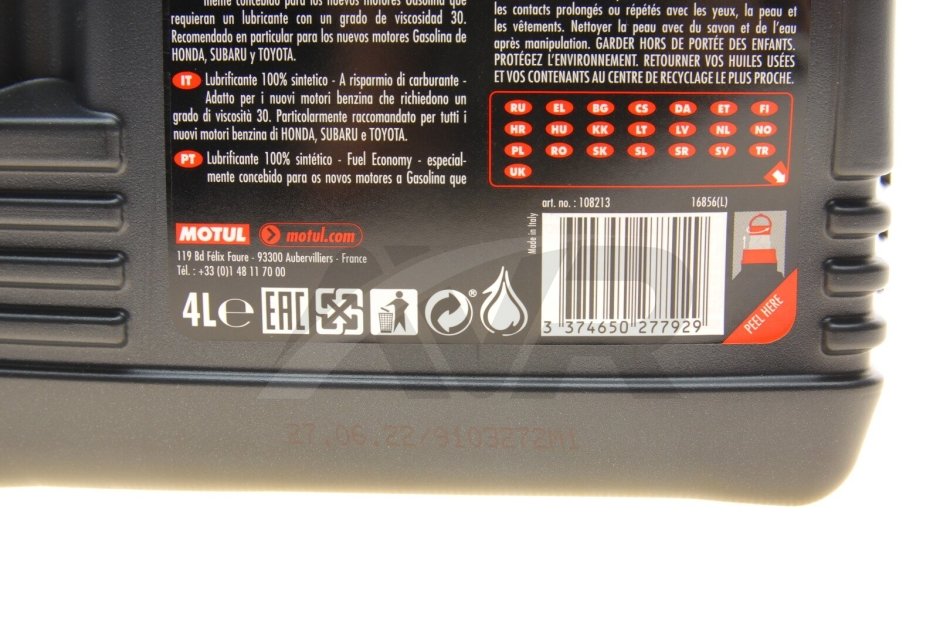 mente concebido para los nuevos motores Gasolina que
requieran un lubricante con un grado de viscosidad 30.
Recomendado en particular para los nuevos motores Gasolina de
HONDA, SUBARU y TOYOTA.
IT Lubrificante 100% sintetico - A risparmio di carburante -
Adatto per i nuovi motori benzina che richiedono un
grado di viscosità 30. Particolarmente raccomandato per tutti i
nuovi motori benzina di HONDA, SUBARU e TOYOTA.
PT Lubrificante 100% sintético - Fuel Economy - especial-
mente concebido para os novos motores a Gasolina que
les contacts prolongés ou répétés avec les yeux, la peau et
les vêtements. Nettoyer la peau avec du savon et de l'eau
après manipulation. GARDER HORS DE PORTÉE DES ENFANTS.
PROTÉGEZ L'ENVIRONNEMENT. RETOURNER VOS HUILES USÉES
ET VOS CONTENANTS AU CENTRE DE RECYCLAGE LE PLUS PROCHE.
RU EL BG CS DA ET FI
HR HU KK LT LV NL NO
PL RO SK SL SR SV TR
UK
MOTUL motul.com
119 Bd Félix Faure - 93300 Aubervilliers - France
Tél. : +33 (0)1 48 11 70 00
4L e EAC
Made in Italy
art. no. : 108213 16856(L)
3 374650 277929
PEEL HERE
AVR
27.06.22/9103272M1